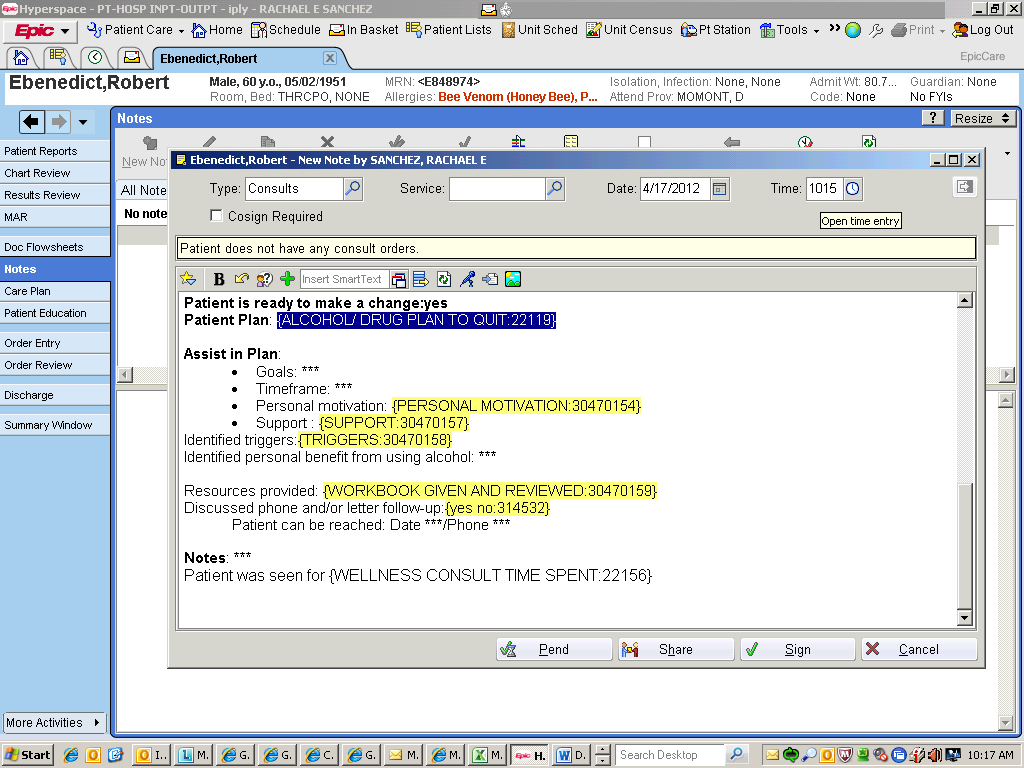 Epic Hyperspace - PT-HOSP INPT-OUTPT - iply - RACHAEL E SANCHEZ
Epic Patient Care Home Schedule In Basket Patient Lists Unit Sched Unit Census Pt Station Tools Print Log Out
Ebenedict,Robert EpicCare
Ebenedict,Robert Male, 60 y.o., 05/02/1951 MRN: <E848974> Isolation, Infection: None, None Admit Wt: 80.7... Guardian: None
Room, Bed: THRCPO, NONE Allergies: Bee Venom (Honey Bee), P... Attend Prov: MOMONT, D Code: None No FYIs
Notes ? Resize
Patient Reports
Chart Review
Results Review
MAR
Doc Flowsheets
Notes
Care Plan
Patient Education
Order Entry
Order Review
Discharge
Summary Window
More Activities
New No
All Note
No note
Ebenedict,Robert - New Note by SANCHEZ, RACHAEL E
Type: Consults Service: Date: 4/17/2012 Time: 1015
Cosign Required
Open time entry
Patient does not have any consult orders.
B Insert SmartText
Patient is ready to make a change:yes
Patient Plan: {ALCOHOL/ DRUG PLAN TO QUIT:22119}
Assist in Plan:
• Goals: ***
• Timeframe: ***
• Personal motivation: {PERSONAL MOTIVATION:30470154}
• Support : {SUPPORT:30470157}
Identified triggers:{TRIGGERS:30470158}
Identified personal benefit from using alcohol: ***
Resources provided: {WORKBOOK GIVEN AND REVIEWED:30470159}
Discussed phone and/or letter follow-up:{yes no:314532}
Patient can be reached: Date ***/Phone ***
Notes: ***
Patient was seen for {WELLNESS CONSULT TIME SPENT:22156}
Pend Share Sign Cancel
Start I.. M. G. G. C. G. M. M. M. Epic H. D. Search Desktop 10:17 AM